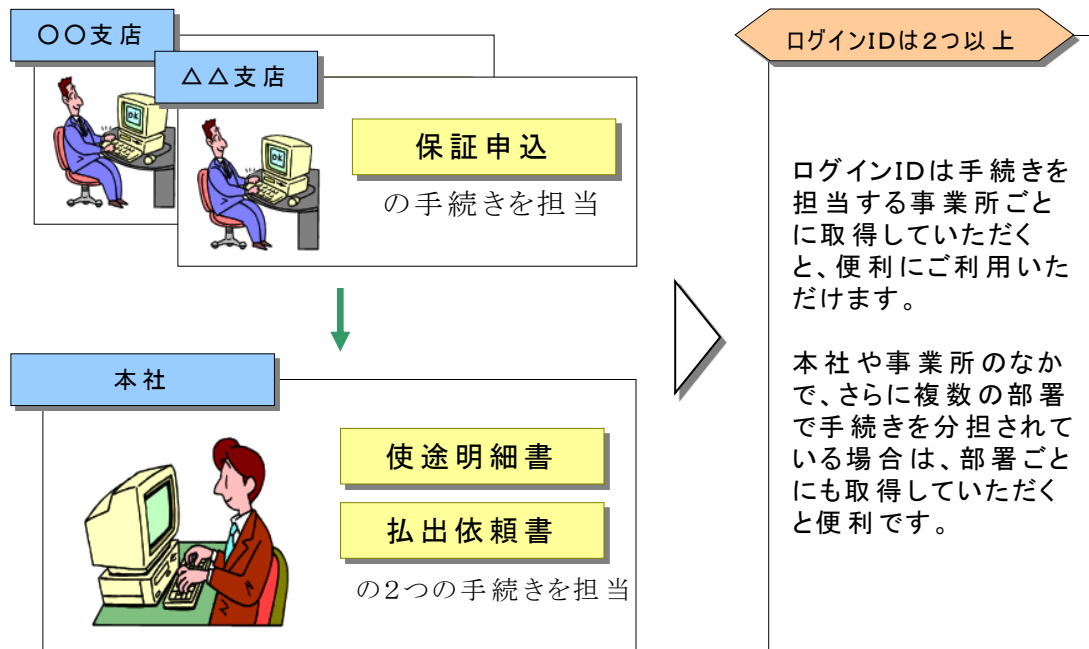 〇〇支店
△△支店
OK
OK
保証申込
の手続きを担当
本社
使途明細書
払出依頼書
の2つの手続きを担当
ログインIDは2つ以上
ログインIDは手続きを
担当する事業所ごと
に取得していただく
と、便利にご利用いた
だけます。
本社や事業所のなか
で、さらに複数の部署
で手続きを分担されて
いる場合は、部署ごと
にも取得していただく
と便利です。